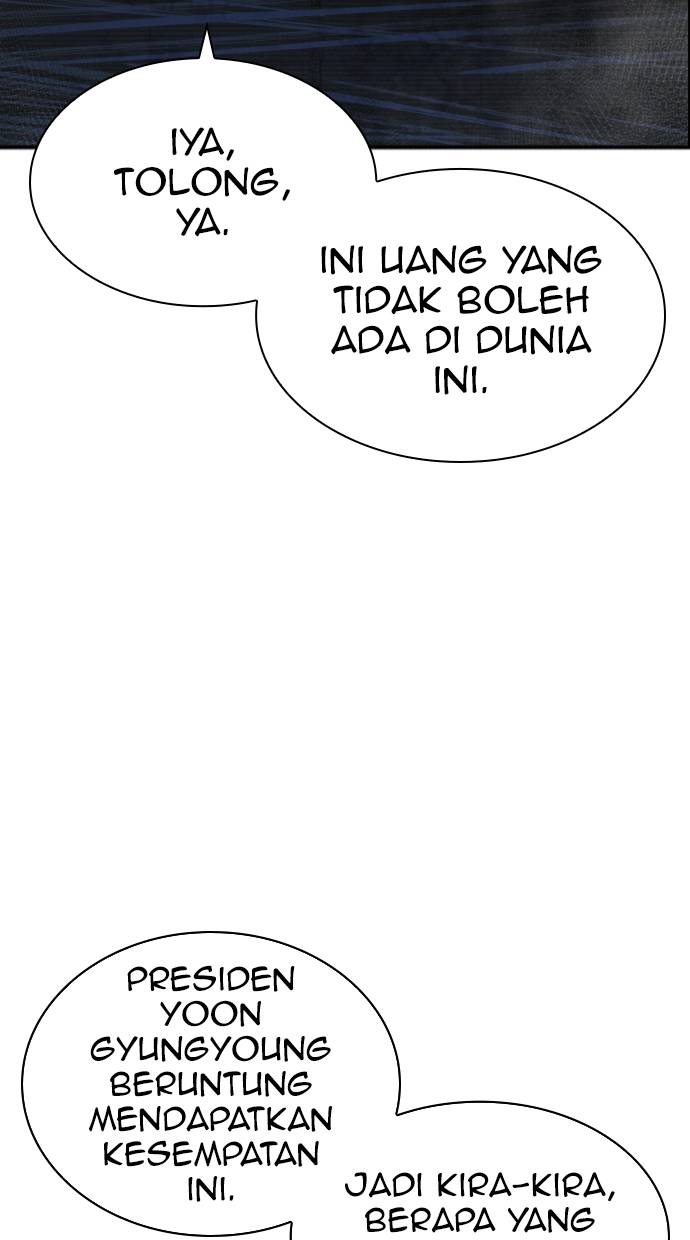 IYA,
TOLONG,
YA.
INI UANG YANG
TIDAK BOLEH
ADA DI DUNIA
INI.
PRESIDEN
YOON
GYUNGYOUNG
BERUNTUNG
MENDAPATKAN
KESEMPATAN
INI.
JADI KIRA-KIRA,
BERAPA YANG